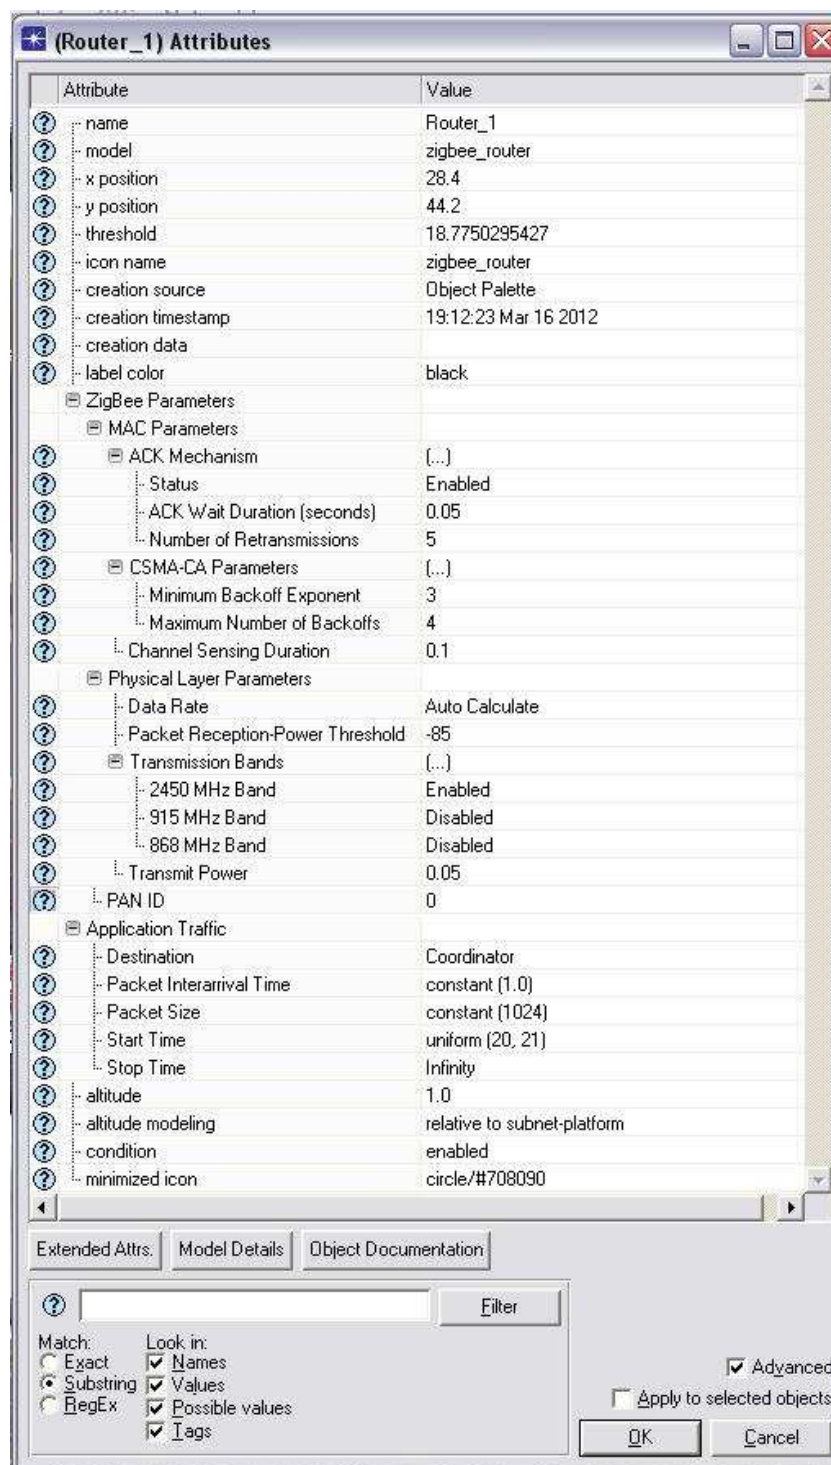 (Router_1) Attributes
Attribute Value
name Router_1
model zigbee_router
x position 28.4
y position 44.2
threshold 18.7750295427
icon name zigbee_router
creation source Object Palette
creation timestamp 19:12:23 Mar 16 2012
creation data
label color black
ZigBee Parameters
MAC Parameters
ACK Mechanism (...)
Status Enabled
ACK Wait Duration (seconds) 0.05
Number of Retransmissions 5
CSMA-CA Parameters (...)
Minimum Backoff Exponent 3
Maximum Number of Backoffs 4
Channel Sensing Duration 0.1
Physical Layer Parameters
Data Rate Auto Calculate
Packet Reception-Power Threshold -85
Transmission Bands (...)
2450 MHz Band Enabled
915 MHz Band Disabled
868 MHz Band Disabled
Transmit Power 0.05
PAN ID 0
Application Traffic
Destination Coordinator
Packet Interarrival Time constant (1.0)
Packet Size constant (1024)
Start Time uniform (20, 21)
Stop Time Infinity
altitude 1.0
altitude modeling relative to subnet-platform
condition enabled
minimized icon circle/#708090
Extended Attrs. Model Details Object Documentation
Filter
Match: Look in:
Exact Names
Substring Values
RegEx Possible values
Tags
Advanced
Apply to selected objects
OK Cancel